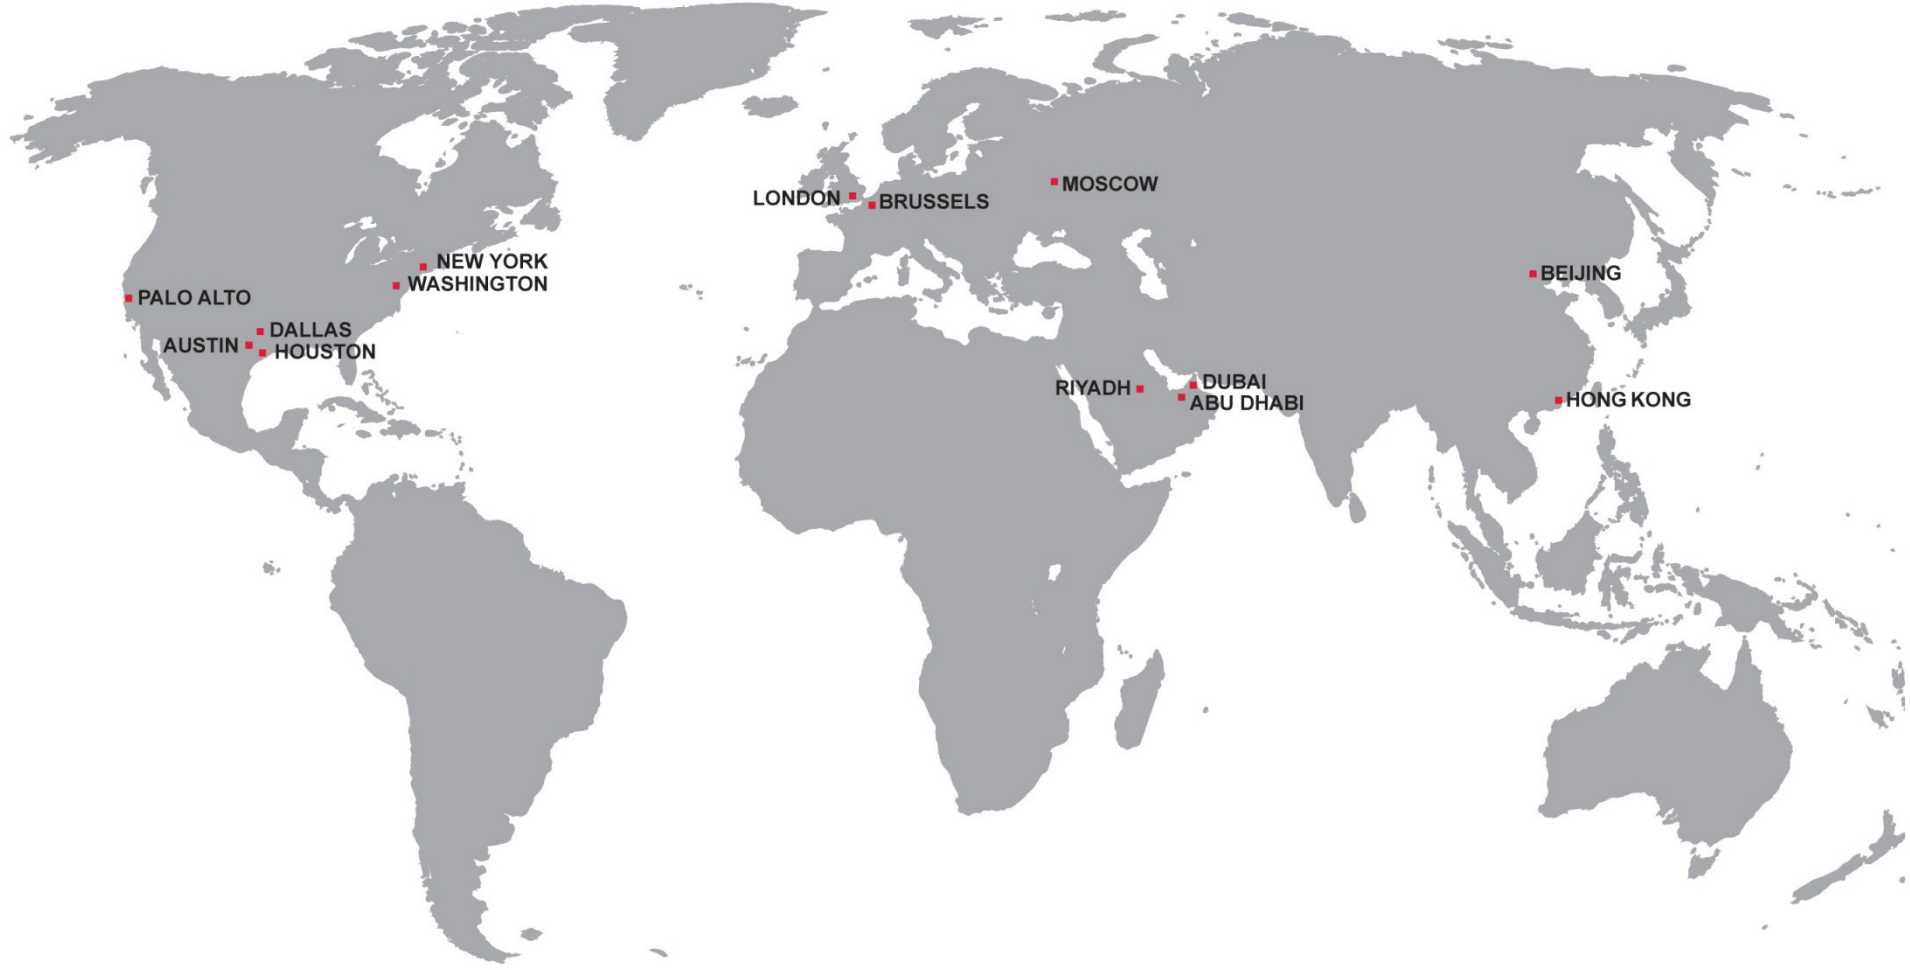 MOSCOW
LONDON
BRUSSELS
NEW YORK
WASHINGTON
BEIJING
PALO ALTO
DALLAS
AUSTIN
HOUSTON
RIYADH
DUBAI
ABU DHABI
HONG KONG